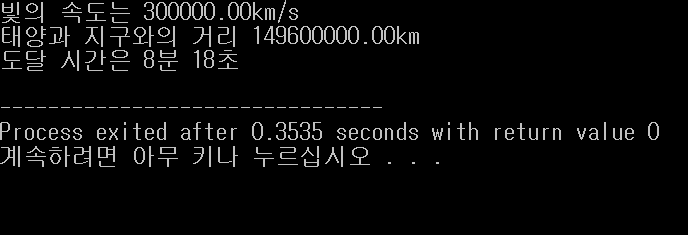 빛의 속도는 300000.00km/s
태양과 지구와의 거리 149600000.00km
도달 시간은 8분 18초
--------------------------------
Process exited after 0.3535 seconds with return value 0
계속하려면 아무 키나 누르십시오 . . .